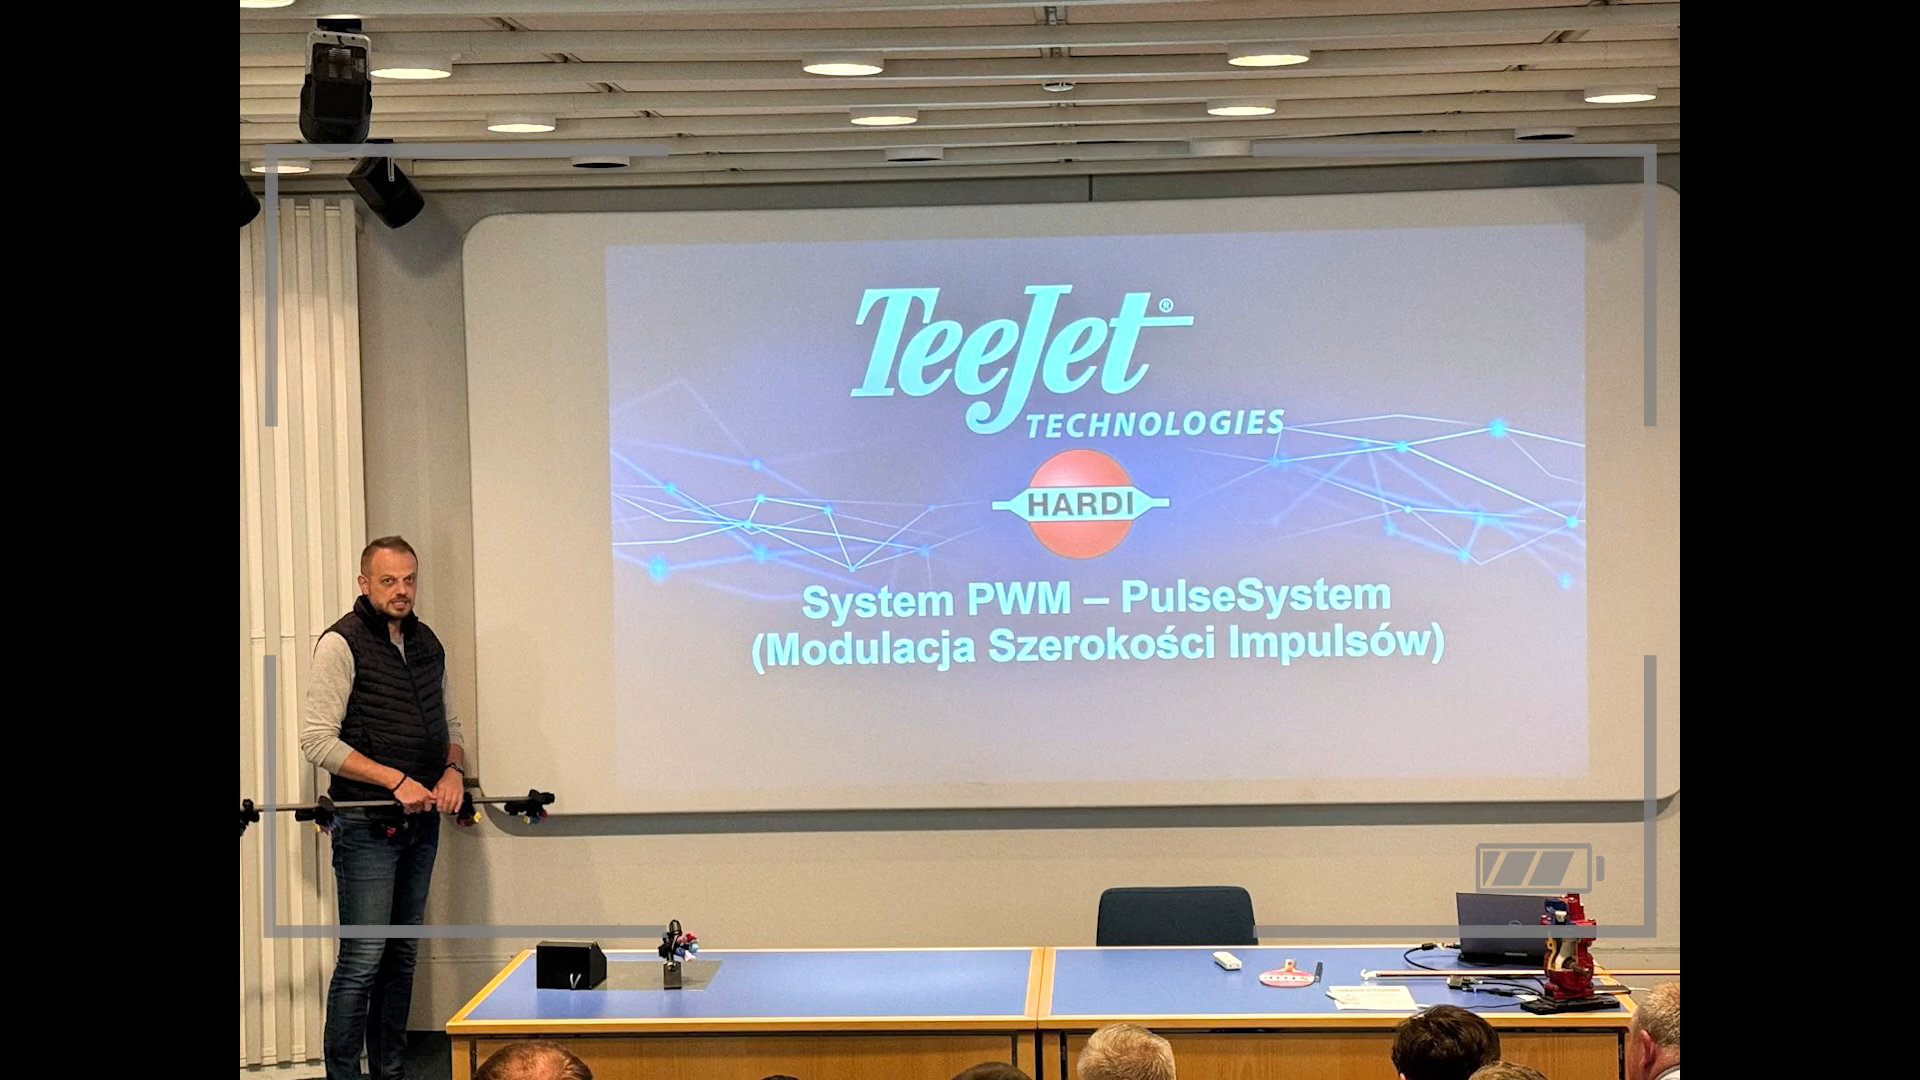 TeeJet®
TECHNOLOGIES
HARDI
System PWM – PulseSystem
(Modulacja Szerokości Impulsów)